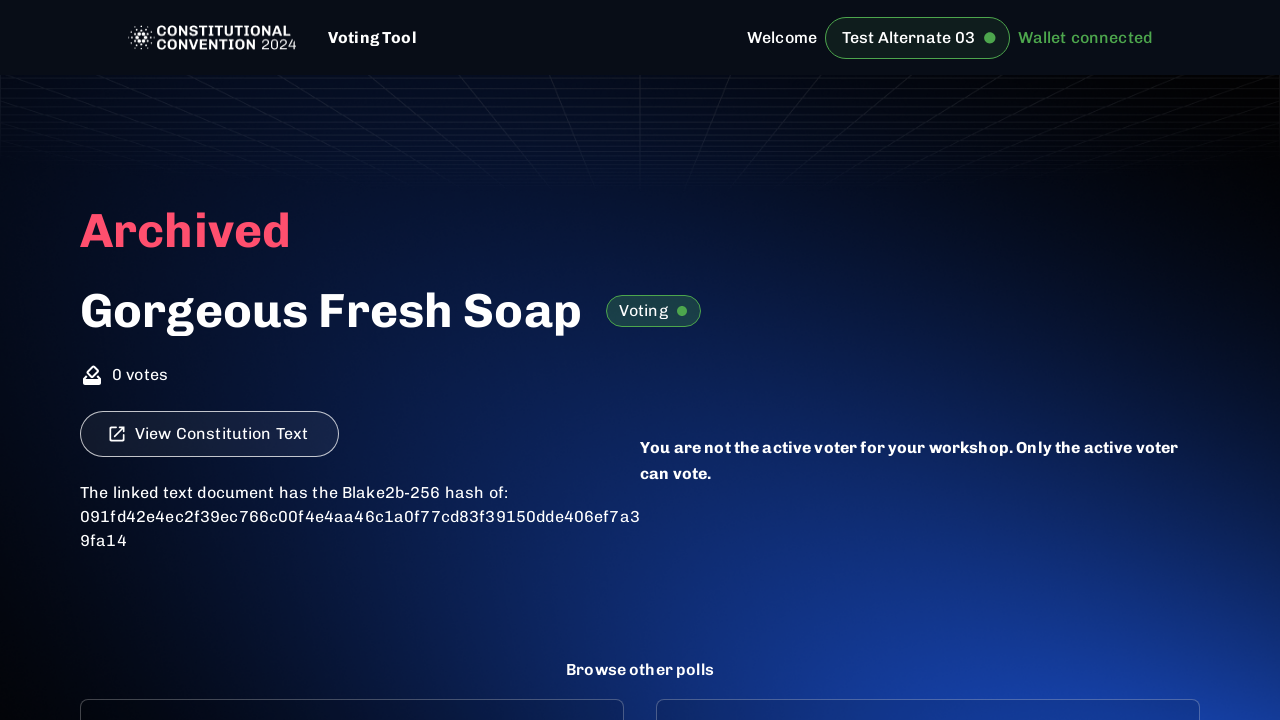 CONSTITUTIONAL
CONVENTION 2024
Voting Tool
Welcome
Test Alternate 03
Wallet connected
Archived
Gorgeous Fresh Soap
Voting
0 votes
View Constitution Text
The linked text document has the Blake2b-256 hash of:
091fd42e4ec2f39ec766c00f4e4aa46c1a0f77cd83f39150dde406ef7a3
9fa14
You are not the active voter for your workshop. Only the active voter
can vote.
Browse other polls